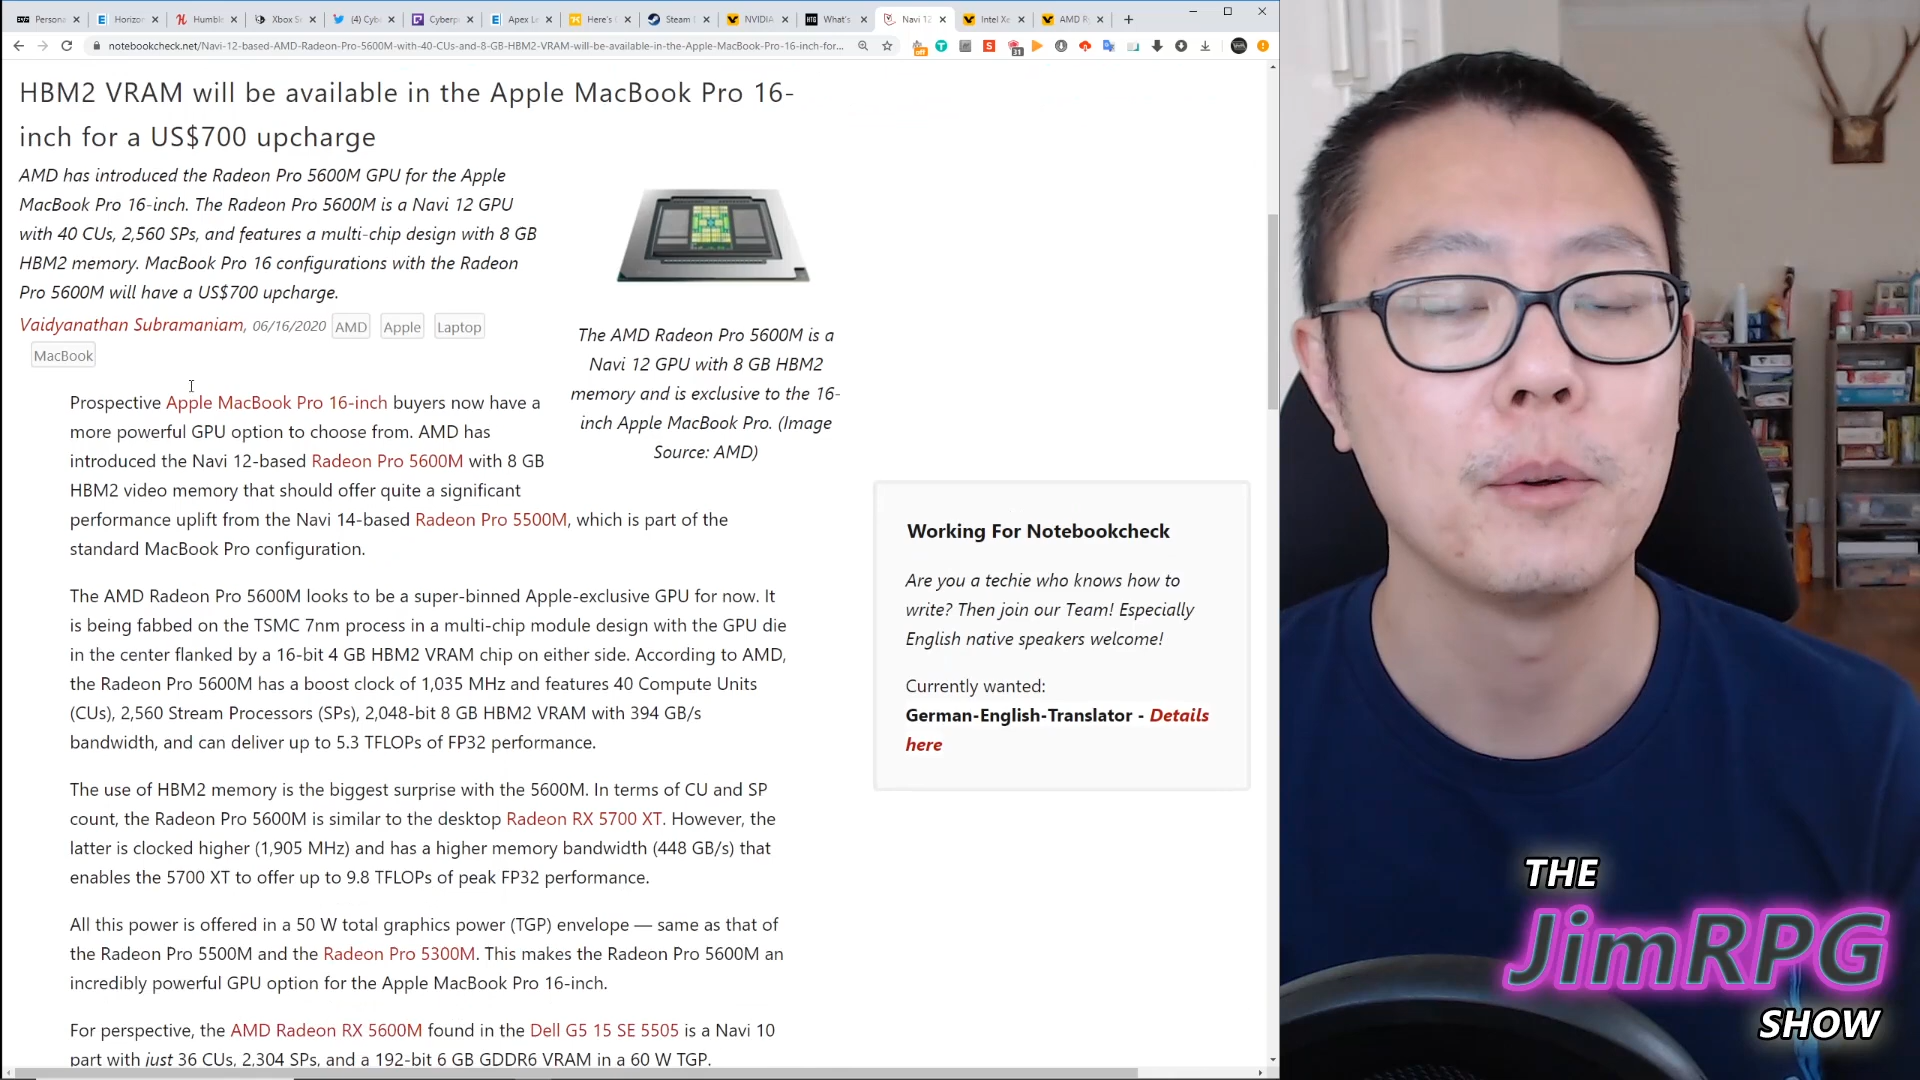 Persona
Horizon
Humble
Xbox S
(4) Cyb
Cyberp
Apex Le
Here's
Steam
NVIDIA
What's
Navi 12
Intel Xe
AMD R
notebookcheck.net/Navi-12-based-AMD-Radeon-Pro-5600M-with-40-CUs-and-8-GB-HBM2-VRAM-will-be-available-in-the-Apple-MacBook-Pro-16-inch-for...
HBM2 VRAM will be available in the Apple MacBook Pro 16-
inch for a US$700 upcharge
AMD has introduced the Radeon Pro 5600M GPU for the Apple
MacBook Pro 16-inch. The Radeon Pro 5600M is a Navi 12 GPU
with 40 CUs, 2,560 SPs, and features a multi-chip design with 8 GB
HBM2 memory. MacBook Pro 16 configurations with the Radeon
Pro 5600M will have a US$700 upcharge.
Vaidyanathan Subramaniam, 06/16/2020 AMD Apple Laptop
MacBook
The AMD Radeon Pro 5600M is a
Navi 12 GPU with 8 GB HBM2
memory and is exclusive to the 16-
inch Apple MacBook Pro. (Image
Source: AMD)
Prospective Apple MacBook Pro 16-inch buyers now have a
more powerful GPU option to choose from. AMD has
introduced the Navi 12-based Radeon Pro 5600M with 8 GB
HBM2 video memory that should offer quite a significant
performance uplift from the Navi 14-based Radeon Pro 5500M, which is part of the
standard MacBook Pro configuration.
The AMD Radeon Pro 5600M looks to be a super-binned Apple-exclusive GPU for now. It
is being fabbed on the TSMC 7nm process in a multi-chip module design with the GPU die
in the center flanked by a 16-bit 4 GB HBM2 VRAM chip on either side. According to AMD,
the Radeon Pro 5600M has a boost clock of 1,035 MHz and features 40 Compute Units
(CUs), 2,560 Stream Processors (SPs), 2,048-bit 8 GB HBM2 VRAM with 394 GB/s
bandwidth, and can deliver up to 5.3 TFLOPs of FP32 performance.
The use of HBM2 memory is the biggest surprise with the 5600M. In terms of CU and SP
count, the Radeon Pro 5600M is similar to the desktop Radeon RX 5700 XT. However, the
latter is clocked higher (1,905 MHz) and has a higher memory bandwidth (448 GB/s) that
enables the 5700 XT to offer up to 9.8 TFLOPs of peak FP32 performance.
All this power is offered in a 50 W total graphics power (TGP) envelope — same as that of
the Radeon Pro 5500M and the Radeon Pro 5300M. This makes the Radeon Pro 5600M an
incredibly powerful GPU option for the Apple MacBook Pro 16-inch.
For perspective, the AMD Radeon RX 5600M found in the Dell G5 15 SE 5505 is a Navi 10
part with just 36 CUs, 2,304 SPs, and a 192-bit 6 GB GDDR6 VRAM in a 60 W TGP.
Working For Notebookcheck
Are you a techie who knows how to
write? Then join our Team! Especially
English native speakers welcome!
Currently wanted:
German-English-Translator - Details
here
THE
JimRPG
SHOW